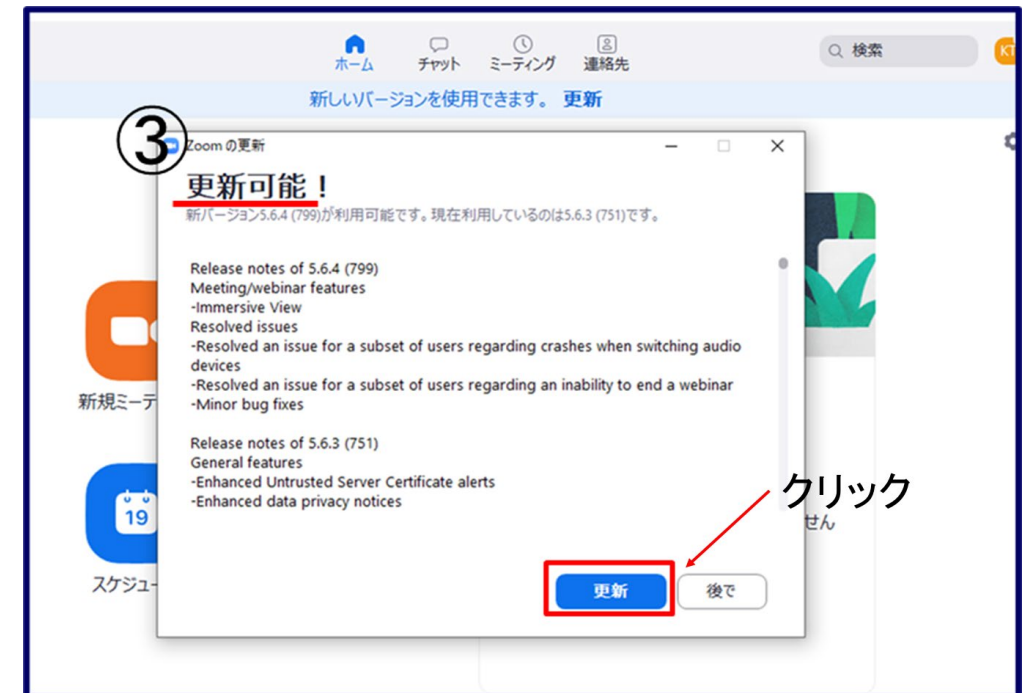 ホーム チャット ミーティング 連絡先 検索 KT
新しいバージョンを使用できます。 更新
③
Zoom の更新
更新可能！
新バージョン5.6.4 (799)が利用可能です。現在利用しているのは5.6.3 (751)です。
Release notes of 5.6.4 (799)
Meeting/webinar features
-Immersive View
Resolved issues
-Resolved an issue for a subset of users regarding crashes when switching audio
devices
-Resolved an issue for a subset of users regarding an inability to end a webinar
-Minor bug fixes
新規ミーテ
Release notes of 5.6.3 (751)
General features
-Enhanced Untrusted Server Certificate alerts
-Enhanced data privacy notices
クリック
19
せん
スケジュー
更新 後で